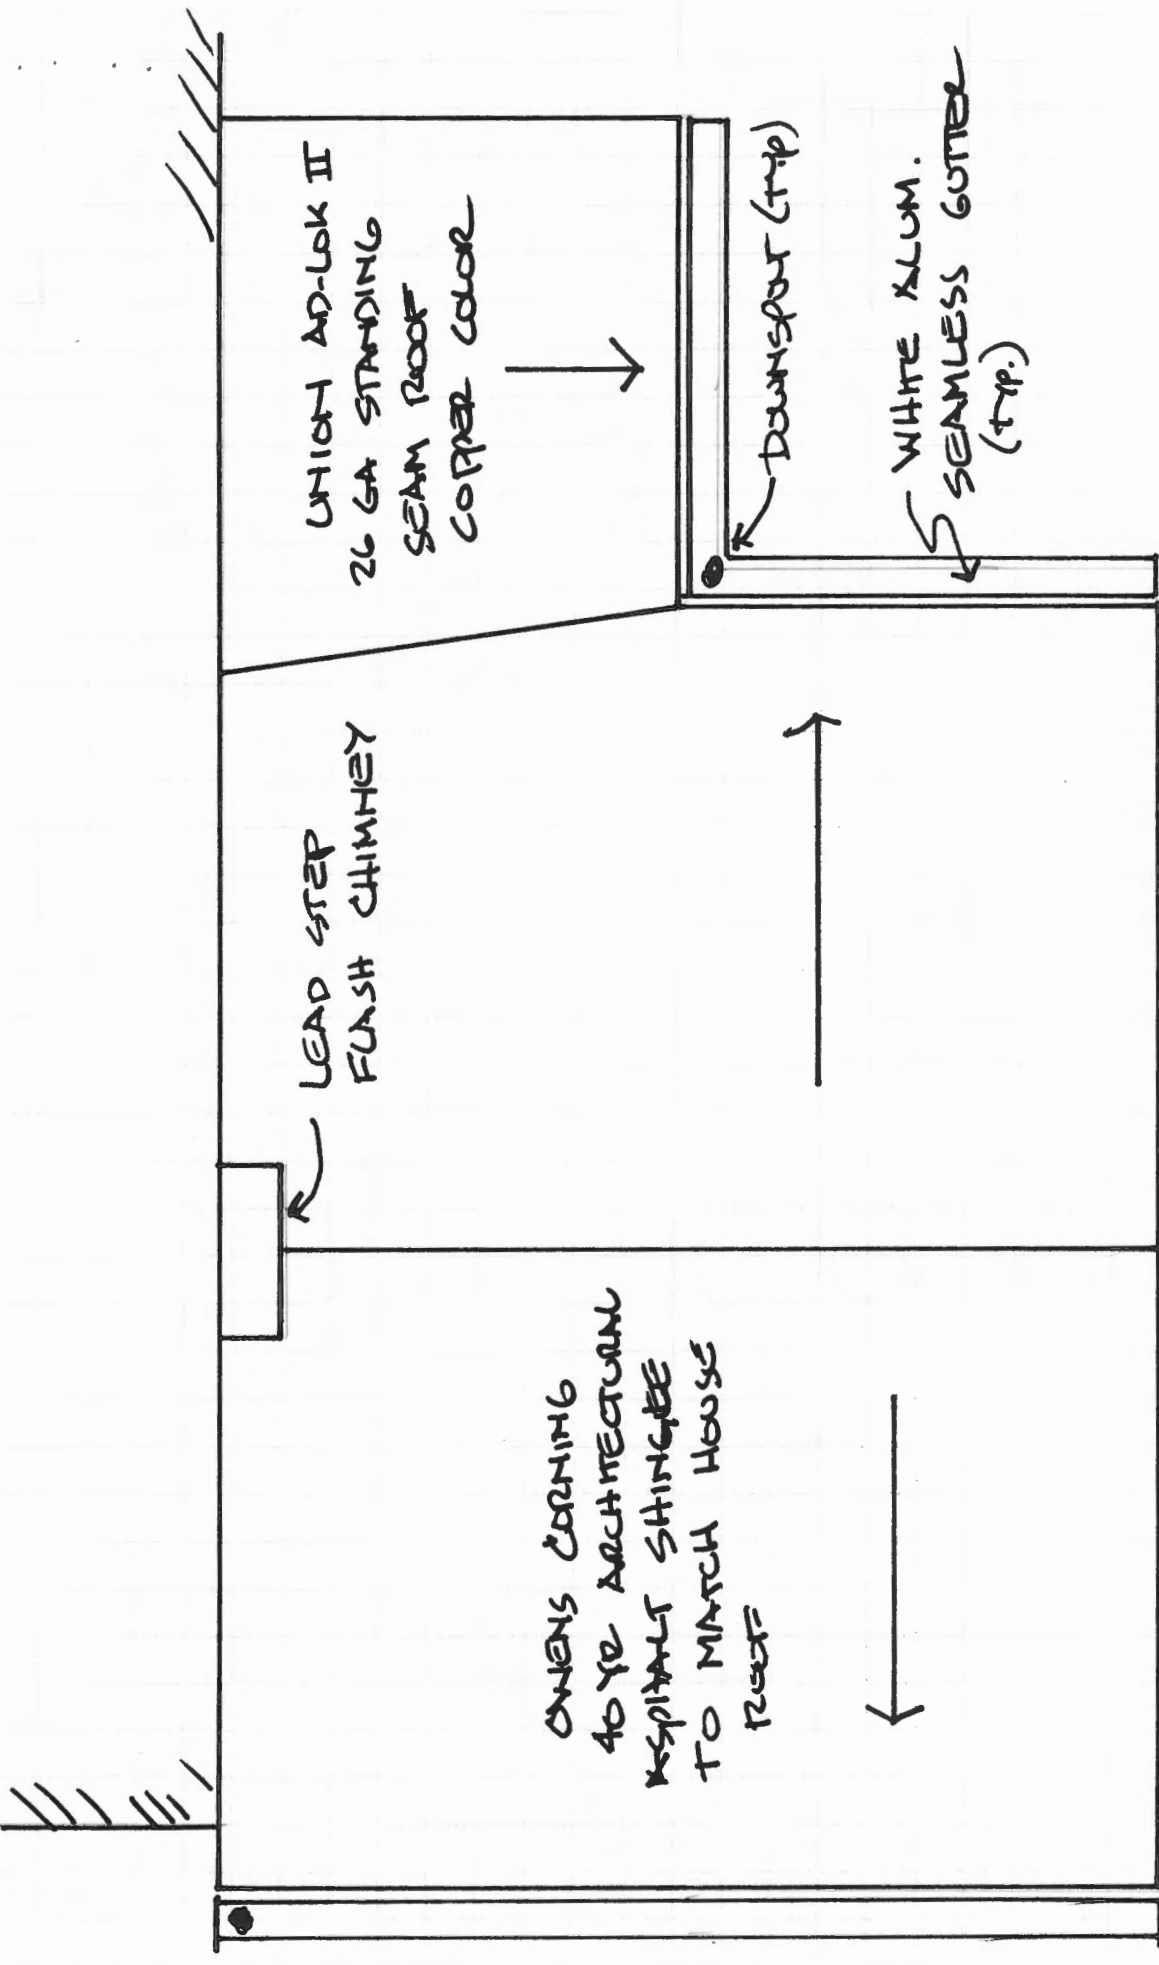 UNION AD-LOK II
26 GA STANDING
SEAM ROOF
COPPER COLOR
DOWNSPOUT (typ)
WHITE ALUM.
SEAMLESS GUTTER
(typ.)
LEAD STEP
FLASH CHIMNEY
OWENS CORNING
40 YR ARCHITECTURAL
ASPHALT SHINGLE
TO MATCH HOUSE
ROOF